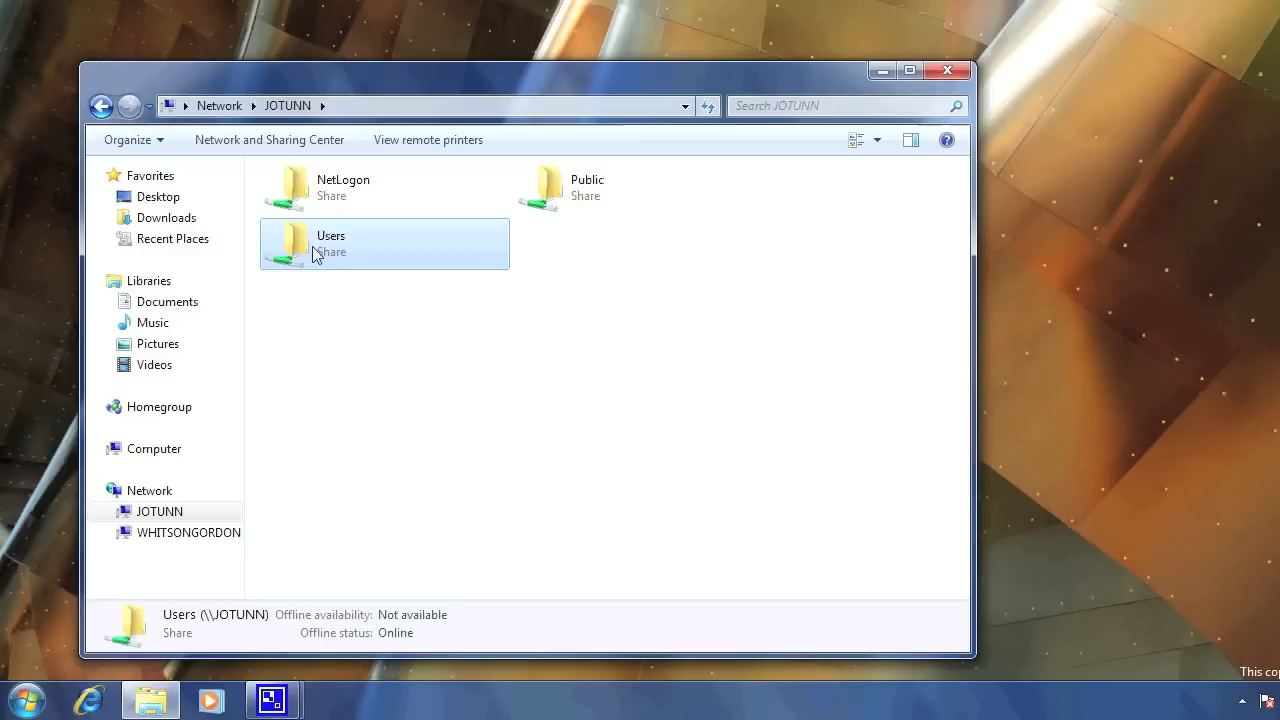 Network JOTUNN
Search JOTUNN
Organize
Network and Sharing Center
View remote printers
Favorites
Desktop
Downloads
Recent Places
Libraries
Documents
Music
Pictures
Videos
Homegroup
Computer
Network
JOTUNN
WHITSONGORDON
NetLogon
Share
Public
Share
Users
Share
Users (\\JOTUNN) Offline availability: Not available
Share Offline status: Online
This cop